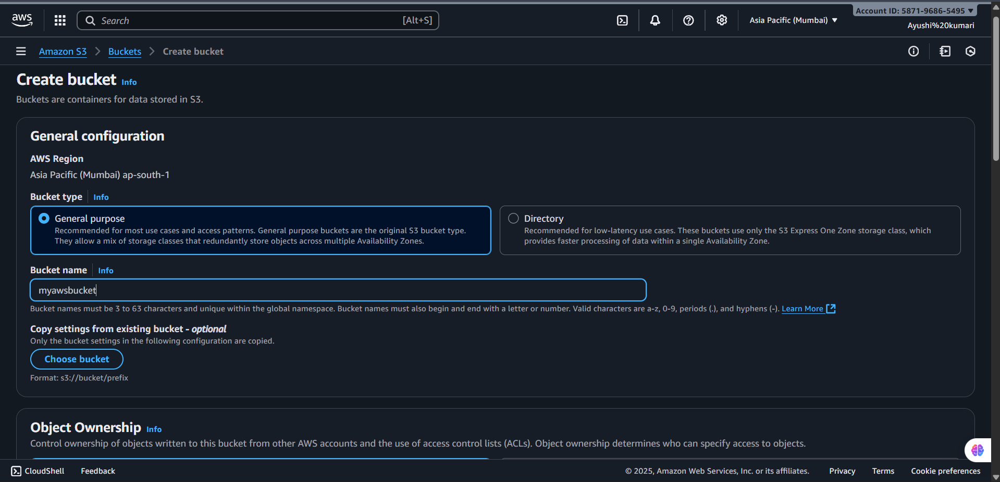 aws
Search
[Alt+S]
Asia Pacific (Mumbai)
Account ID: 5871-9686-5495
Ayushi%20kumari
Amazon S3
Buckets
Create bucket
Create bucket Info
Buckets are containers for data stored in S3.
General configuration
AWS Region
Asia Pacific (Mumbai) ap-south-1
Bucket type Info
General purpose
Recommended for most use cases and access patterns. General purpose buckets are the original S3 bucket type.
They allow a mix of storage classes that redundantly store objects across multiple Availability Zones.
Directory
Recommended for low-latency use cases. These buckets use only the S3 Express One Zone storage class, which
provides faster processing of data within a single Availability Zone.
Bucket name Info
myawsbucket
Bucket names must be 3 to 63 characters and unique within the global namespace. Bucket names must also begin and end with a letter or number. Valid characters are a-z, 0-9, periods (.), and hyphens (-). Learn More
Copy settings from existing bucket - optional
Only the bucket settings in the following configuration are copied.
Choose bucket
Format: s3://bucket/prefix
Object Ownership Info
Control ownership of objects written to this bucket from other AWS accounts and the use of access control lists (ACLs). Object ownership determines who can specify access to objects.
CloudShell
Feedback
© 2025, Amazon Web Services, Inc. or its affiliates.
Privacy
Terms
Cookie preferences